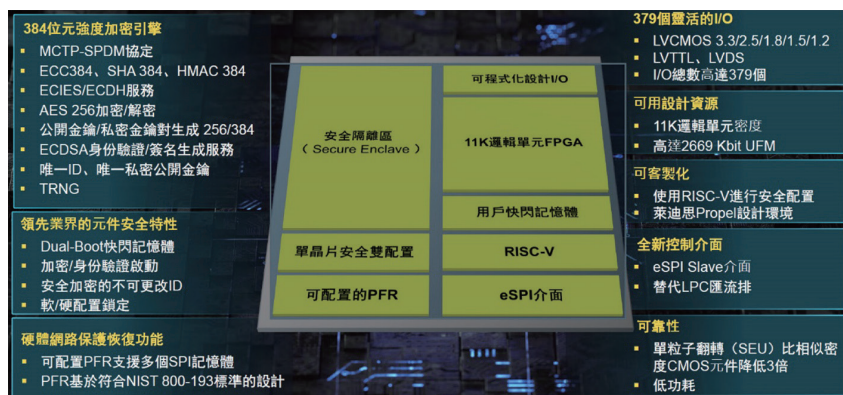 384位元強度加密引擎
▪ MCTP-SPDM協定
▪ ECC384、SHA 384、HMAC 384
▪ ECIES/ECDH服務
▪ AES 256加密/解密
▪ 公開金鑰/私密金鑰對生成 256/384
▪ ECDSA身份驗證/簽名生成服務
▪ 唯一ID、唯一私密公開金鑰
▪ TRNG
領先業界的元件安全特性
▪ Dual-Boot快閃記憶體
▪ 加密/身份驗證啟動
▪ 安全加密的不可更改ID
▪ 軟/硬配置鎖定
硬體網路保護恢復功能
▪ 可配置PFR支援多個SPI記憶體
▪ PFR基於符合NIST 800-193標準的設計
安全隔離區
（ Secure Enclave ）
單晶片安全雙配置
可配置的PFR
可程式化設計I/O
11K邏輯單元FPGA
用戶快閃記憶體
RISC-V
eSPI介面
379個靈活的I/O
▪ LVCMOS 3.3/2.5/1.8/1.5/1.2
▪ LVTTL、LVDS
▪ I/O總數高達379個
可用設計資源
▪ 11K邏輯單元密度
▪ 高達2669 Kbit UFM
可客製化
▪ 使用RISC-V進行安全配置
▪ 萊迪思Propel設計環境
全新控制介面
▪ eSPI Slave介面
▪ 替代LPC匯流排
可靠性
▪ 單粒子翻轉（SEU）比相似密
度CMOS元件降低3倍
▪ 低功耗